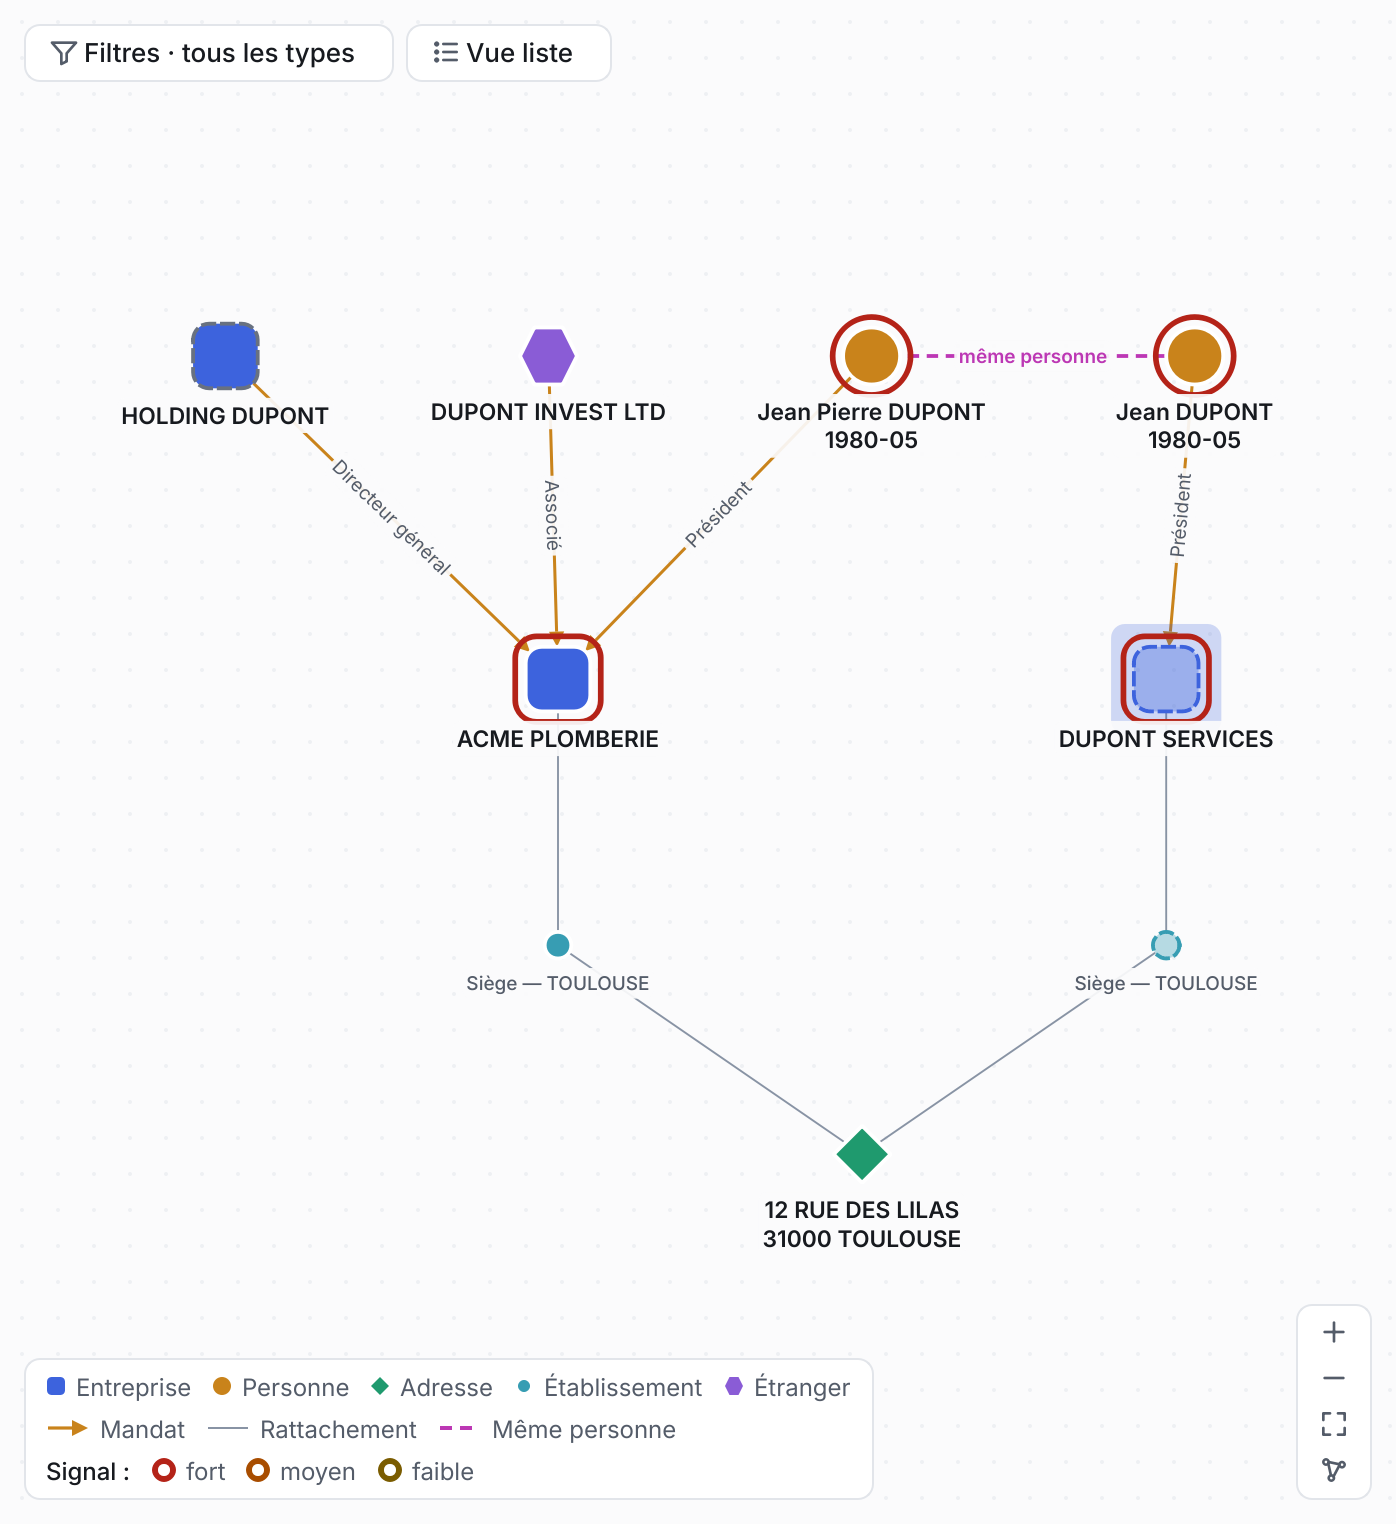 Filtres · tous les types
Vue liste
même personne
HOLDING DUPONT
DUPONT INVEST LTD
Jean Pierre DUPONT
1980-05
Jean DUPONT
1980-05
Directeur général
Associé
Président
Président
ACME PLOMBERIE
DUPONT SERVICES
Siège — TOULOUSE
Siège — TOULOUSE
12 RUE DES LILAS
31000 TOULOUSE
Entreprise
Personne
Adresse
Établissement
Étranger
Mandat
Rattachement
Même personne
Signal :
fort
moyen
faible